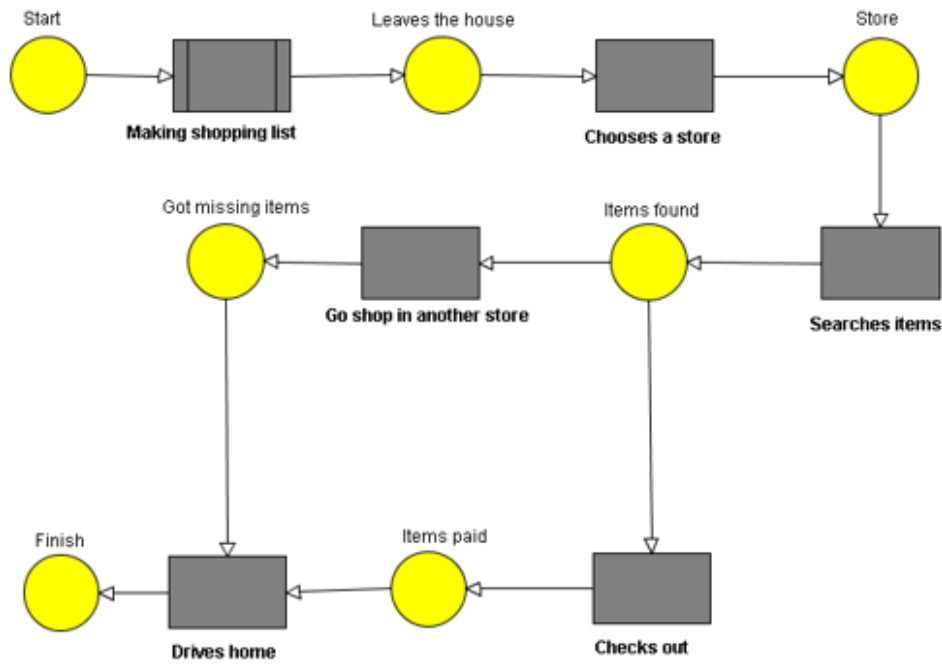 Start
Leaves the house
Store
Making shopping list
Chooses a store
Got missing items
Items found
Go shop in another store
Searches items
Finish
Items paid
Drives home
Checks out